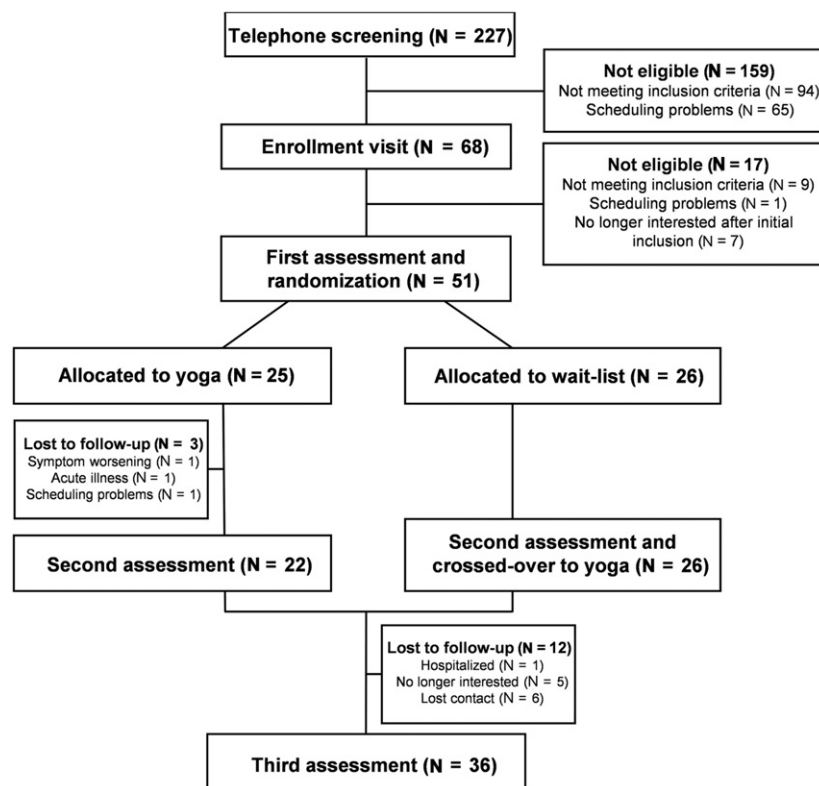 Telephone screening (N = 227)
Not eligible (N = 159)
Not meeting inclusion criteria (N = 94)
Scheduling problems (N = 65)
Enrollment visit (N = 68)
Not eligible (N = 17)
Not meeting inclusion criteria (N = 9)
Scheduling problems (N = 1)
No longer interested after initial
inclusion (N = 7)
First assessment and
randomization (N = 51)
Allocated to yoga (N = 25)
Allocated to wait-list (N = 26)
Lost to follow-up (N = 3)
Symptom worsening (N = 1)
Acute illness (N = 1)
Scheduling problems (N = 1)
Second assessment (N = 22)
Second assessment and
crossed-over to yoga (N = 26)
Lost to follow-up (N = 12)
Hospitalized (N = 1)
No longer interested (N = 5)
Lost contact (N = 6)
Third assessment (N = 36)